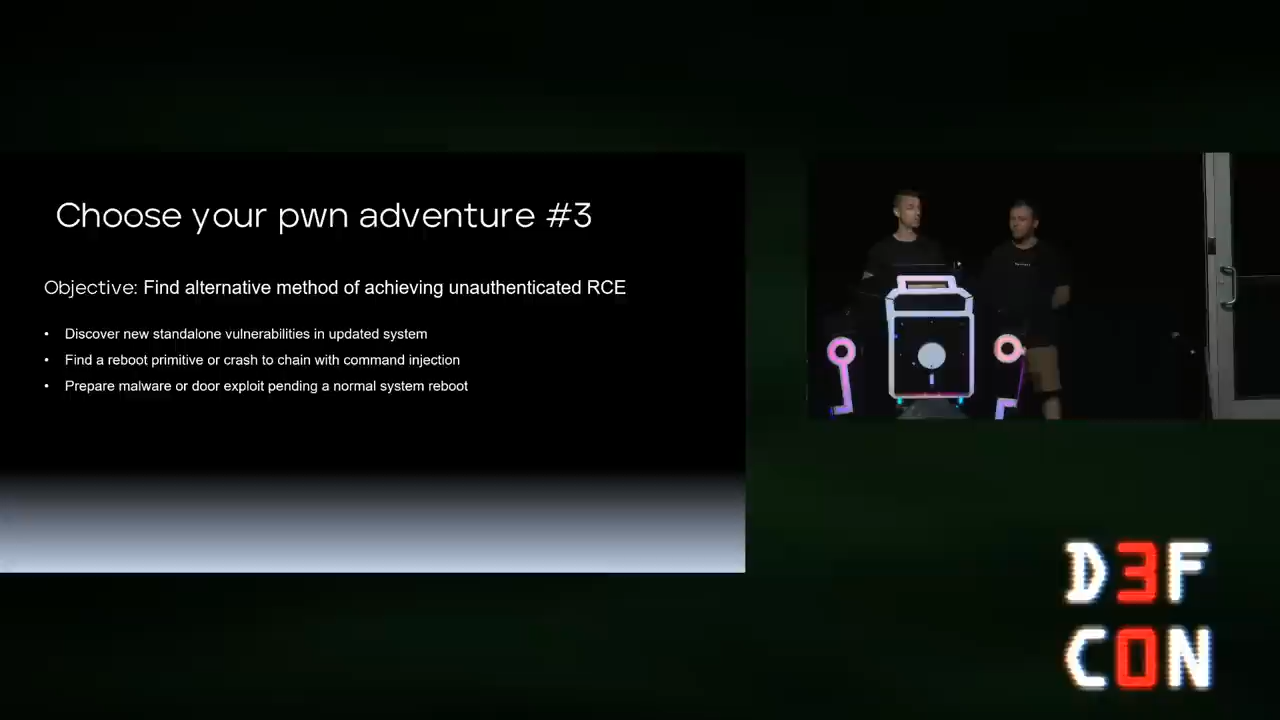 Choose your pwn adventure #3
Objective: Find alternative method of achieving unauthenticated RCE
• Discover new standalone vulnerabilities in updated system
• Find a reboot primitive or crash to chain with command injection
• Prepare malware or door exploit pending a normal system reboot
D3F
C0N